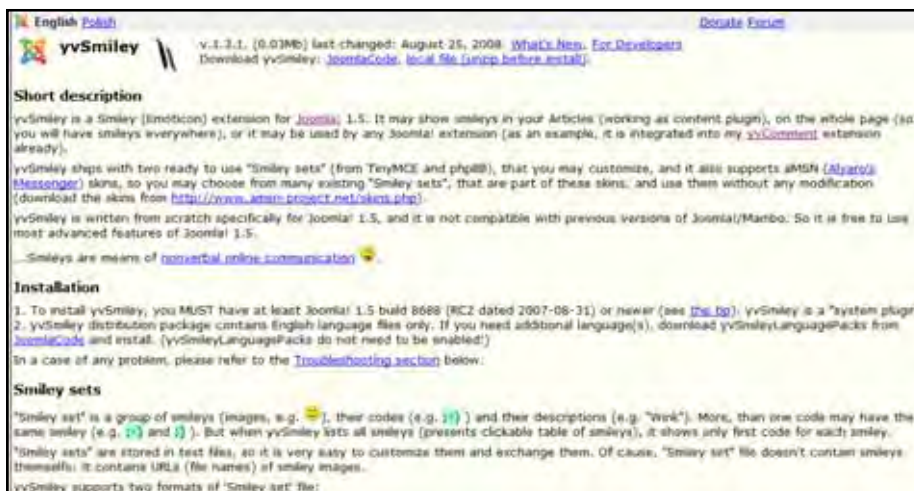 English Polish Donate Forum
yvSmiley v.1.3.1. (0.03Mb) last changed: August 25, 2008. What's New, For Developers
Download yvSmiley: JoomlaCode, local file (unzip before install).
Short description
yvSmiley is a Smiley (Emoticon) extension for Joomla! 1.5. It may show smileys in your Articles (working as content plugin), on the whole page (so
you will have smileys everywhere), or it may be used by any Joomla! extension (as an example, it is integrated into my yvComment extension
already).
yvSmiley ships with two ready to use "Smiley sets" (from TinyMCE and phpBB), that you may customize, and it also supports aMSN (Alvaro's
Messenger) skins, so you may choose from many existing "Smiley sets", that are part of these skins, and use them without any modification
(download the skins from http://www.amsn-project.net/skins.php).
yvSmiley is written from scratch specifically for Joomla! 1.5, and it is not compatible with previous versions of Joomla!/Mambo. So it is free to use
most advanced features of Joomla! 1.5.
...Smileys are means of nonverbal online communication .
Installation
1. To install yvSmiley, you MUST have at least Joomla! 1.5 build 8688 (RC2 dated 2007-08-31) or newer (see the tip). yvSmiley is a "system plugin
2. yvSmiley distribution package contains English language files only. If you need additional language(s), download yvSmileyLanguagePacks from
JoomlaCode and install. (yvSmileyLanguagePacks do not need to be enabled!)
In a case of any problem, please refer to the Troubleshooting section below.
Smiley sets
"Smiley set" is a group of smileys (images, e.g. ), their codes (e.g. ;-) ) and their descriptions (e.g. "Wink"). More, than one code may have the
same smiley (e.g. ;-) and ;) ). But when yvSmiley lists all smileys (presents clickable table of smileys), it shows only first code for each smiley.
"Smiley sets" are stored in text files, so it is very easy to customize them and exchange them. Of cause, "Smiley set" file doesn't contain smileys
themselfs: it contains URLs (file names) of smiley images.
yvSmiley supports two formats of 'Smiley set' file: